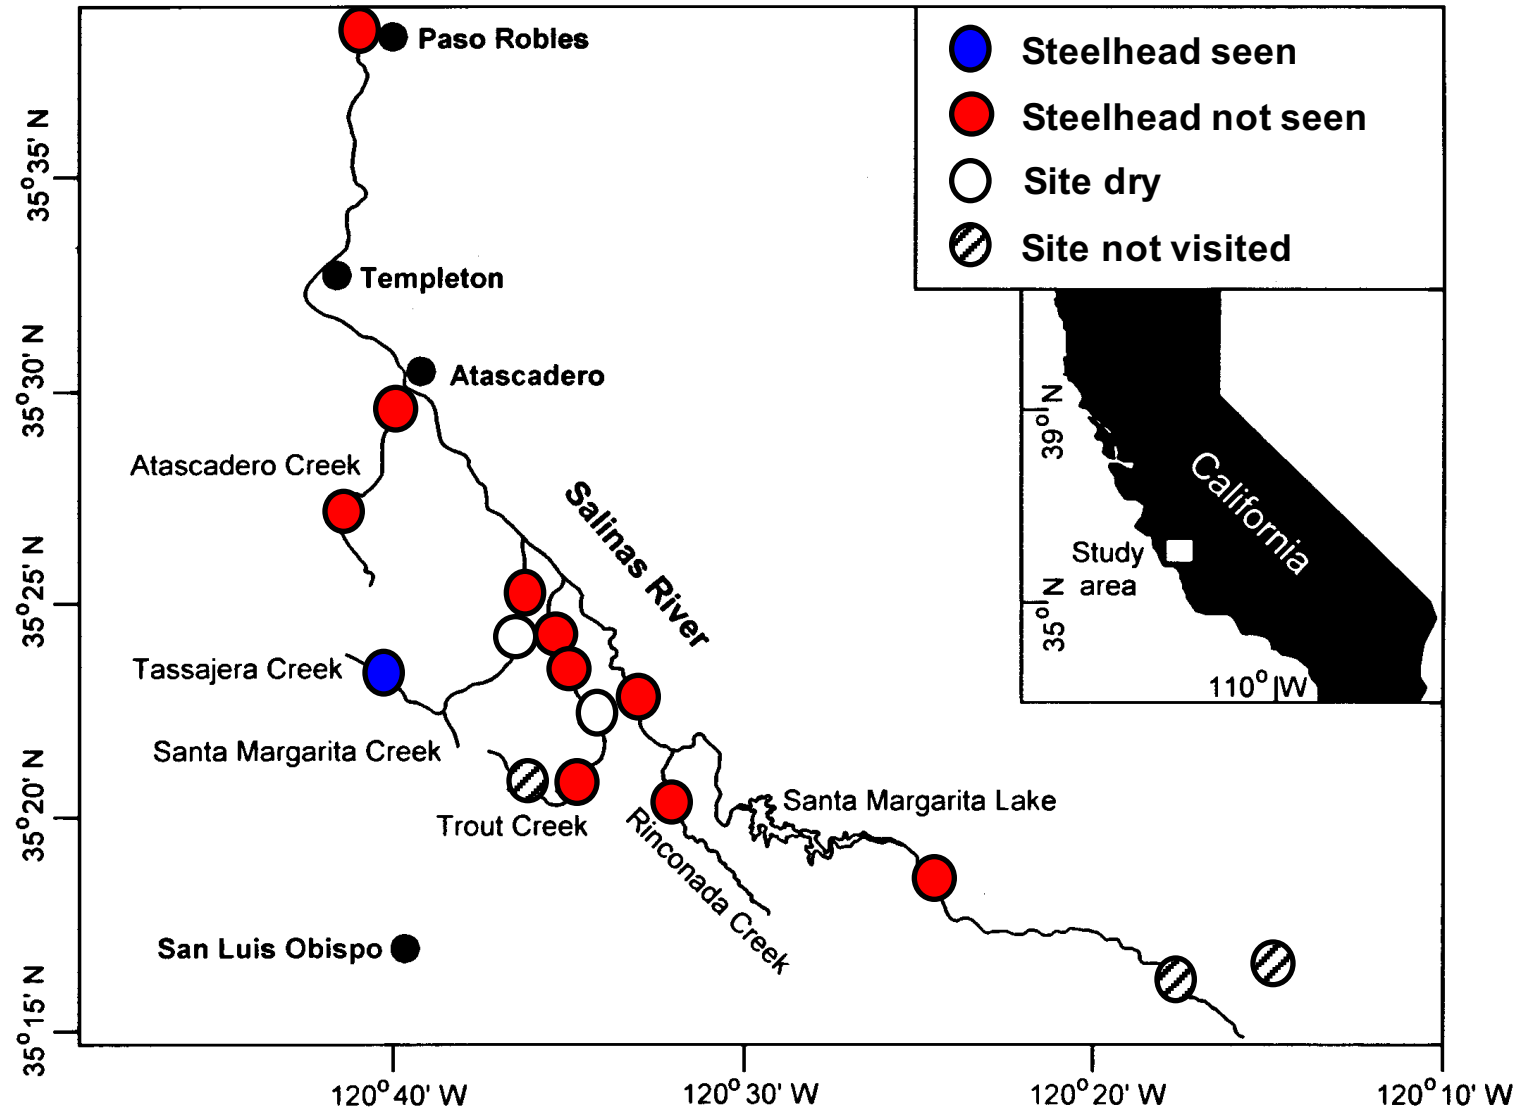 Paso Robles
Steelhead seen
Steelhead not seen
Site dry
Site not visited
35°35' N
Templeton
35°30' N
Atascadero
Atascadero Creek
Salinas River
39° N
California
Study
area
35° N
110° W
35°25' N
Tassajera Creek
Santa Margarita Creek
35°20' N
Trout Creek
Rinconada Creek
Santa Margarita Lake
San Luis Obispo
35°15' N
120°40' W
120°30' W
120°20' W
120°10' W